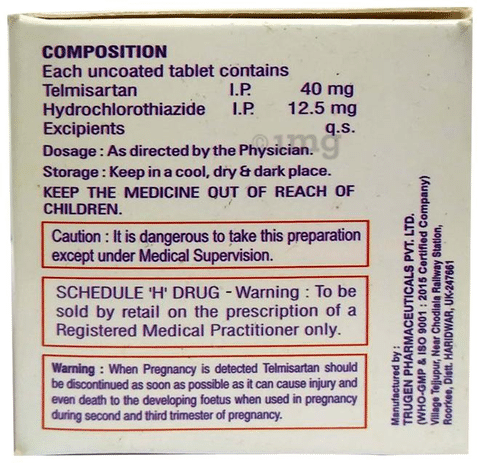 COMPOSITION
Each uncoated tablet contains
Telmisartan I.P. 40 mg
Hydrochlorothiazide I.P. 12.5 mg
Excipients q.s.
1mg
Dosage : As directed by the Physician.
Storage : Keep in a cool, dry & dark place.
KEEP THE MEDICINE OUT OF REACH OF
CHILDREN.
Caution : It is dangerous to take this preparation
except under Medical Supervision.
SCHEDULE 'H' DRUG - Warning : To be
sold by retail on the prescription of a
Registered Medical Practitioner only.
Warning : When Pregnancy is detected Telmisartan should
be discontinued as soon as possible as it can cause injury and
even death to the developing foetus when used in pregnancy
during second and third trimester of pregnancy.
Manufactured by :
TRUGEN PHARMACEUTICALS PVT. LTD.
(WHO-GMP & ISO 9001 : 2015 Certified Company)
Village Tejjupur, Near Chodiala Railway Station,
Roorkee, Distt. HARIDWAR, UK-247661